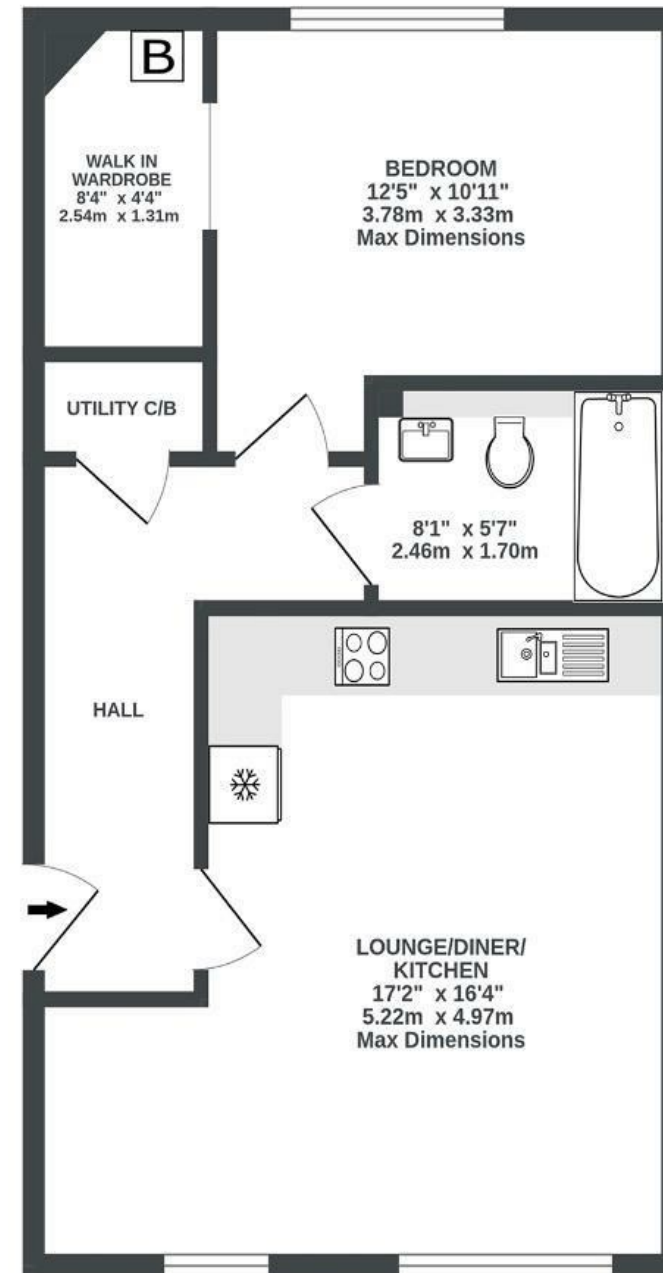 B
WALK IN
WARDROBE
8'4" x 4'4"
2.54m x 1.31m
BEDROOM
12'5" x 10'11"
3.78m x 3.33m
Max Dimensions
UTILITY C/B
8'1" x 5'7"
2.46m x 1.70m
HALL
LOUNGE/DINER/
KITCHEN
17'2" x 16'4"
5.22m x 4.97m
Max Dimensions